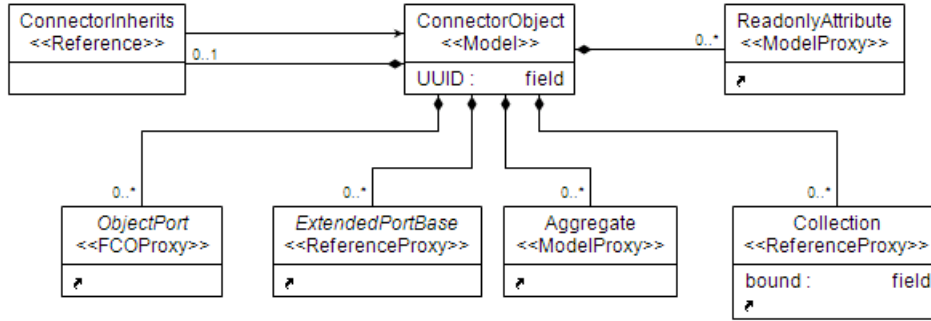 ConnectorInherits
<<Reference>>
ConnectorObject
<<Model>>
UUID : field
ReadonlyAttribute
<<ModelProxy>>
0..1
0..*
0..*
0..*
0..*
0..*
ObjectPort
<<FCOProxy>>
ExtendedPortBase
<<ReferenceProxy>>
Aggregate
<<ModelProxy>>
Collection
<<ReferenceProxy>>
bound : field